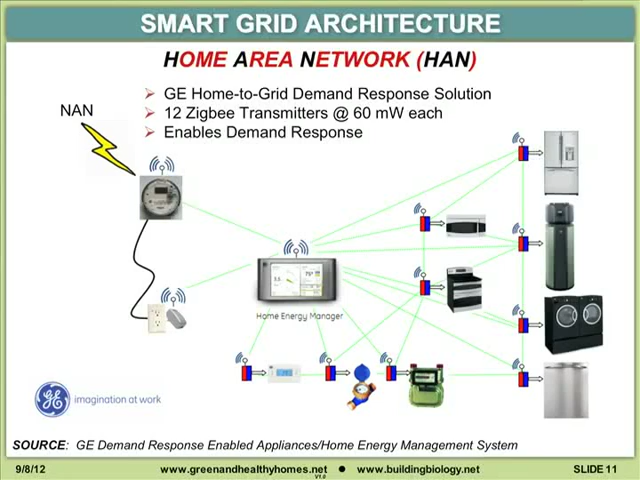 SMART GRID ARCHITECTURE
HOME AREA NETWORK (HAN)
GE Home-to-Grid Demand Response Solution
12 Zigbee Transmitters @ 60 mW each
Enables Demand Response
NAN
Home Energy Manager
imagination at work
SOURCE: GE Demand Response Enabled Appliances/Home Energy Management System
9/8/12 www.greenandhealthyhomes.net ● www.buildingbiology.net SLIDE 11
V1.0